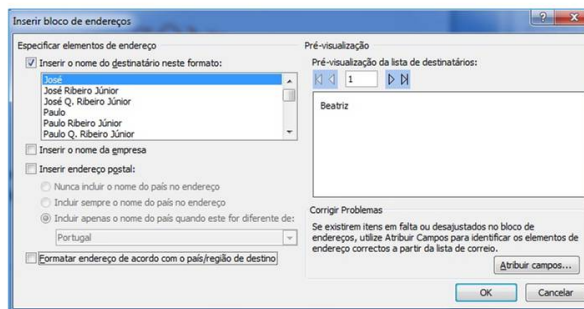 Inserir bloco de endereços
Especificar elementos de endereço
Inserir o nome do destinatário neste formato:
José
José Ribeiro Júnior
José Q. Ribeiro Júnior
Paulo
Paulo Ribeiro Júnior
Paulo Q. Ribeiro Júnior
Inserir o nome da empresa
Inserir endereço postal:
Nunca incluir o nome do país no endereço
Incluir sempre o nome do país no endereço
Incluir apenas o nome do país quando este for diferente de:
Portugal
Formatar endereço de acordo com o país/região de destino
Pré-visualização
Pré-visualização da lista de destinatários:
1
Beatriz
Corrigir Problemas
Se existirem itens em falta ou desajustados no bloco de
endereços, utilize Atribuir Campos para identificar os elementos de
endereço correctos a partir da lista de correio.
Atribuir campos...
OK
Cancelar